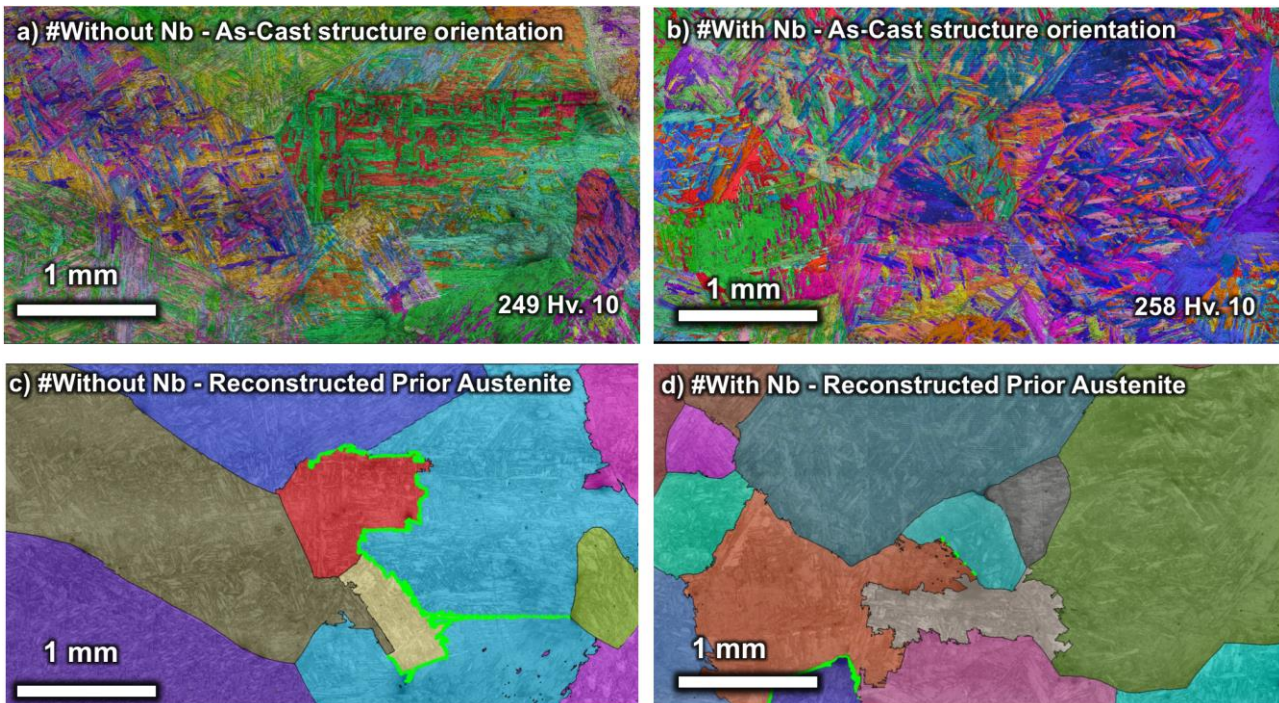 a) #Without Nb - As-Cast structure orientation
1 mm
249 Hv. 10
b) #With Nb - As-Cast structure orientation
1 mm
258 Hv. 10
c) #Without Nb - Reconstructed Prior Austenite
1 mm
d) #With Nb - Reconstructed Prior Austenite
1 mm